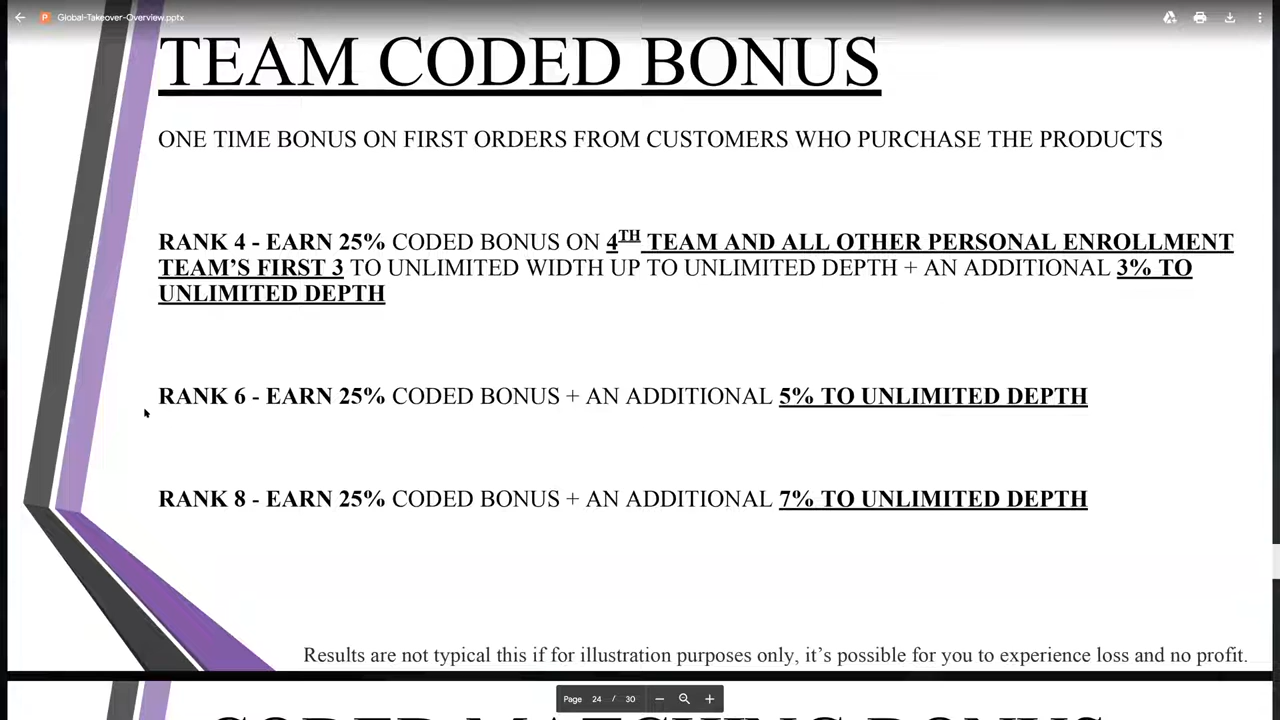 Global-Takeover-Overview.pptx
TEAM CODED BONUS
ONE TIME BONUS ON FIRST ORDERS FROM CUSTOMERS WHO PURCHASE THE PRODUCTS
RANK 4 - EARN 25% CODED BONUS ON 4TH TEAM AND ALL OTHER PERSONAL ENROLLMENT
TEAM'S FIRST 3 TO UNLIMITED WIDTH UP TO UNLIMITED DEPTH + AN ADDITIONAL 3% TO
UNLIMITED DEPTH
RANK 6 - EARN 25% CODED BONUS + AN ADDITIONAL 5% TO UNLIMITED DEPTH
RANK 8 - EARN 25% CODED BONUS + AN ADDITIONAL 7% TO UNLIMITED DEPTH
Results are not typical this if for illustration purposes only, it's possible for you to experience loss and no profit.
Page 24 / 30
CODED MATCHING BONUS